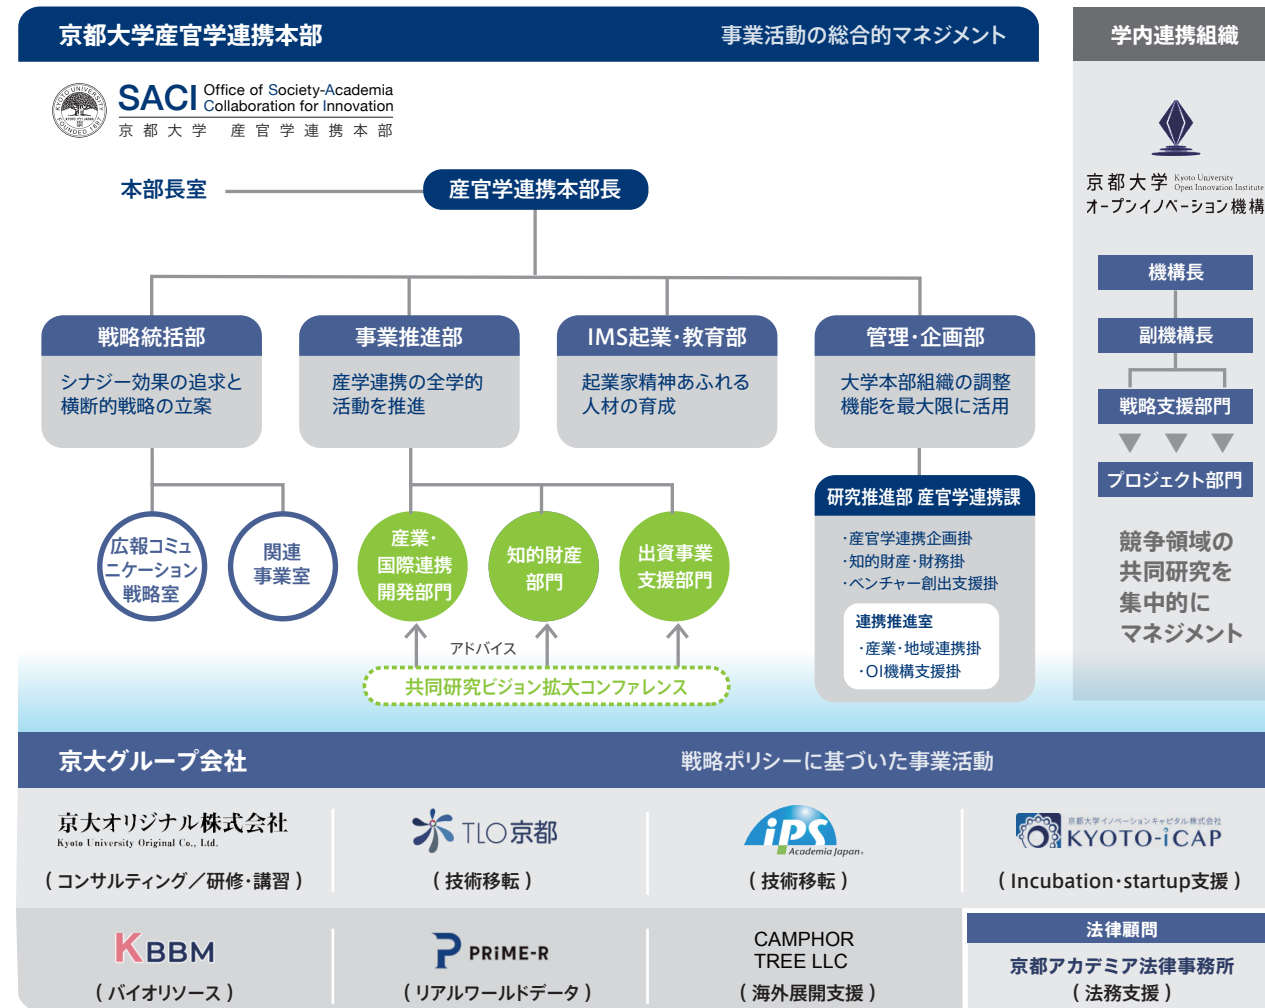 京都大学産官学連携本部
事業活動の総合的マネジメント
SACI Office of Society-Academia
Collaboration for Innovation
京都大学 産官学連携本部
KYOTO UNIVERSITY
FOUNDED 1897
本部長室
産官学連携本部長
戦略統括部
シナジー効果の追求と
横断的戦略の立案
事業推進部
産学連携の全学的
活動を推進
IMS起業・教育部
起業家精神あふれる
人材の育成
管理・企画部
大学本部組織の調整
機能を最大限に活用
広報コミュ
ニケーション
戦略室
関連
事業室
産業・
国際連携
開発部門
知的財産
部門
出資事業
支援部門
アドバイス
共同研究ビジョン拡大コンファレンス
研究推進部 産官学連携課
・産官学連携企画掛
・知的財産・財務掛
・ベンチャー創出支援掛
連携推進室
・産業・地域連携掛
・OI機構支援掛
学内連携組織
京都大学 Kyoto University
Open Innovation Institute
オープンイノベーション機構
機構長
副機構長
戦略支援部門
プロジェクト部門
競争領域の
共同研究を
集中的に
マネジメント
京大グループ会社
戦略ポリシーに基づいた事業活動
京大オリジナル株式会社
Kyoto University Original Co., Ltd.
( コンサルティング／研修・講習 )
TLO京都
( 技術移転 )
iPS
Academia Japan.
( 技術移転 )
京都大学イノベーションキャピタル株式会社
KYOTO-iCAP
( Incubation・startup支援 )
KBBM
( バイオリソース )
PRiME-R
( リアルワールドデータ )
CAMPHOR
TREE LLC
( 海外展開支援 )
法律顧問
京都アカデミア法律事務所
( 法務支援 )